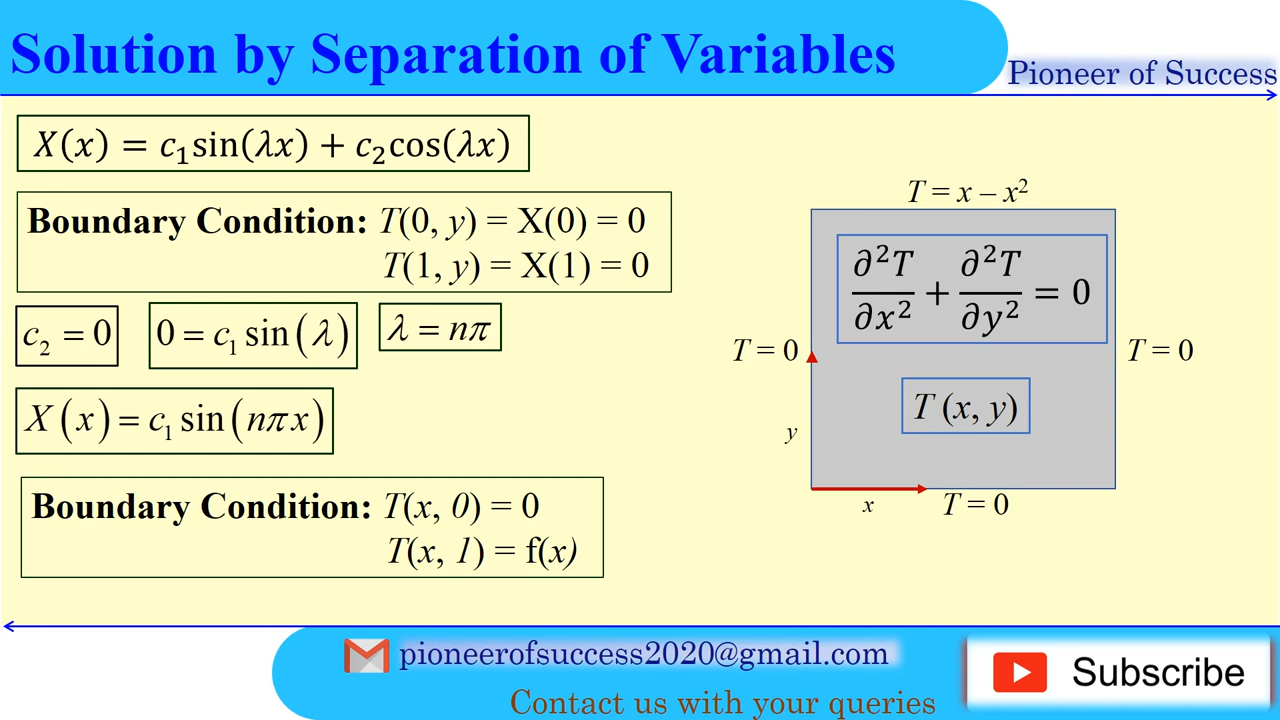 Solution by Separation of Variables
Pioneer of Success
X(x) = c₁sin(λx) + c₂cos(λx)
Boundary Condition: T(0, y) = X(0) = 0
T(1, y) = X(1) = 0
c₂ = 0
0 = c₁ sin(λ)
λ = nπ
X(x) = c₁ sin(nπx)
Boundary Condition: T(x, 0) = 0
T(x, 1) = f(x)
T = x – x²
∂²T/∂x² + ∂²T/∂y² = 0
T = 0
T = 0
T (x, y)
y
x
T = 0
pioneerofsuccess2020@gmail.com
Contact us with your queries
Subscribe